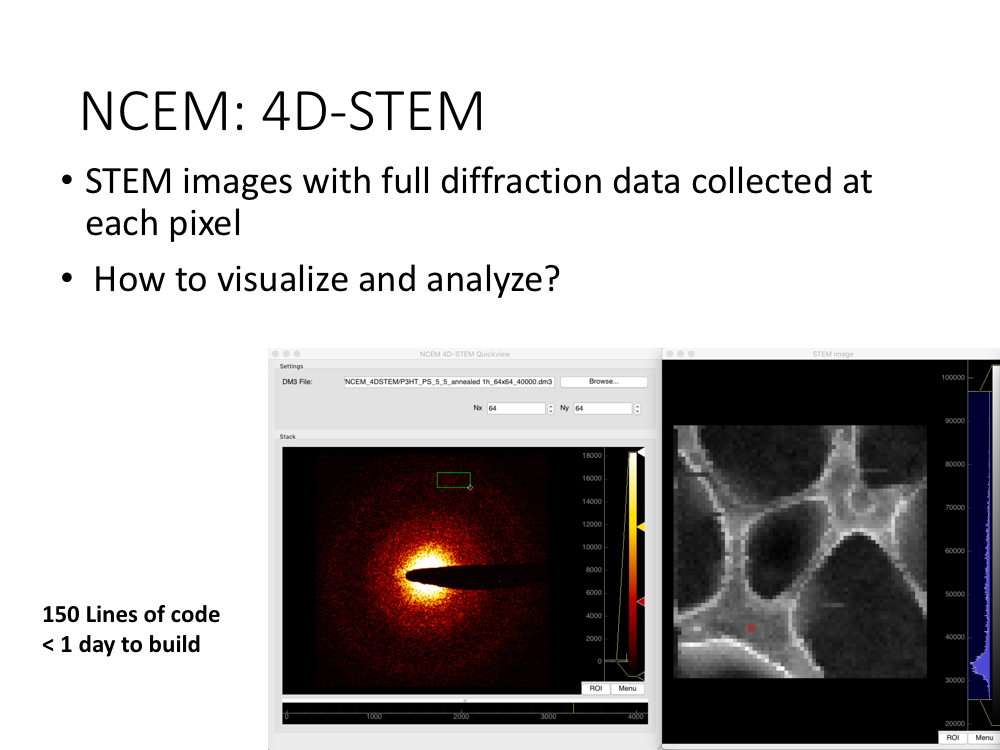 NCEM: 4D-STEM
• STEM images with full diffraction data collected at
each pixel
• How to visualize and analyze?
150 Lines of code
< 1 day to build
NCEM 4D-STEM Quickview
Settings
DM3 File:
'NCEM_4DSTEM/P3HT_PS_5_5_annealed 1h_64x64_40000.dm3
Browse...
Nx 64
Ny 64
Stack
18000
16000
14000
12000
10000
8000
6000
4000
2000
0
ROI
Menu
0 1000 2000 3000 4000
STEM image
100000
90000
80000
70000
60000
50000
40000
30000
20000
ROI
Menu